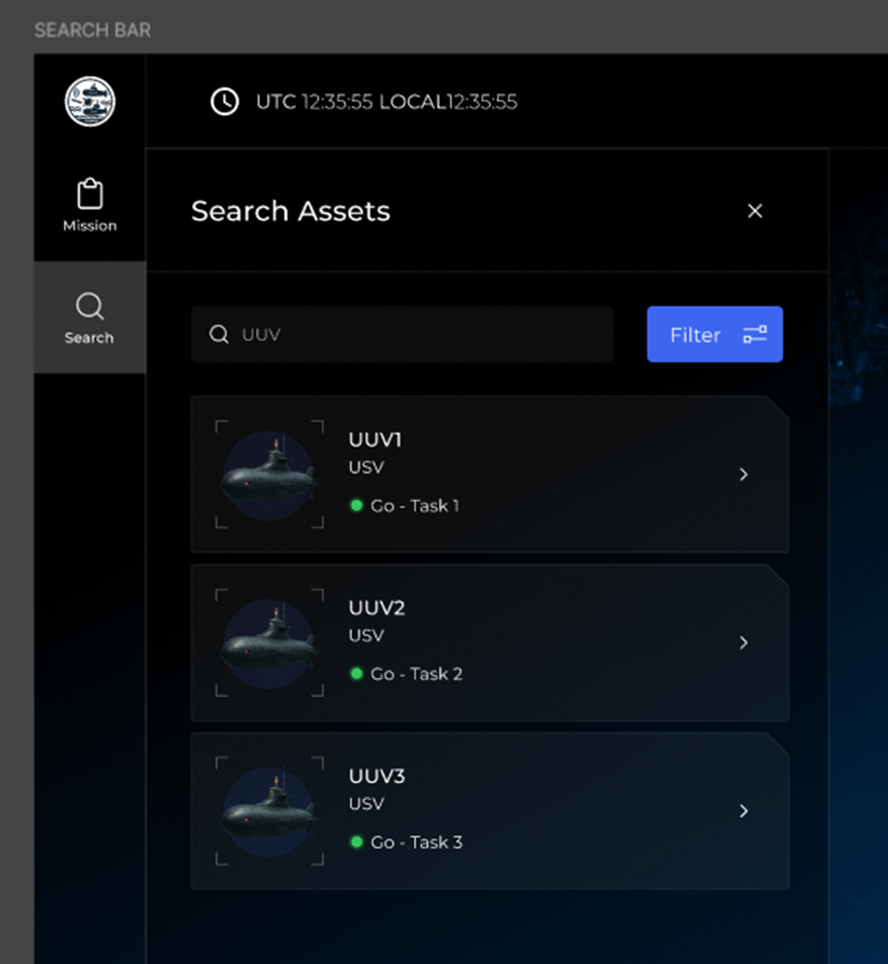 SEARCH BAR
UTC 12:35:55 LOCAL12:35:55
Mission
Search
Search Assets
UUV
Filter
UUV1
USV
Go - Task 1
UUV2
USV
Go - Task 2
UUV3
USV
Go - Task 3